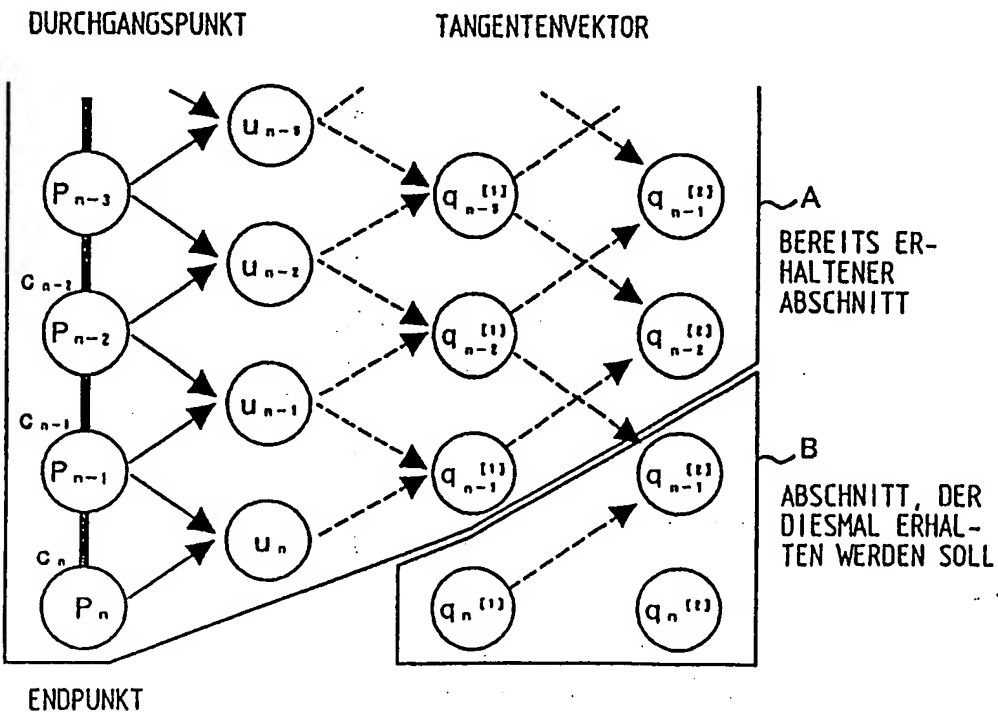 DURCHGANGSPUNKT TANGENTENVEKTOR
u n-3
P n-3 q n-3 [1] q n-1 [2]
A
BEREITS ER-
HALTENER
ABSCHNITT
u n-2
c n-2
P n-2 q n-2 [1] q n-2 [2]
u n-1
c n-1
P n-1 q n-1 [1] q n-1 [2]
B
ABSCHNITT, DER
DIESMAL ERHAL-
TEN WERDEN SOLL
u n
c n
P n q n [1] q n [2]
ENDPUNKT